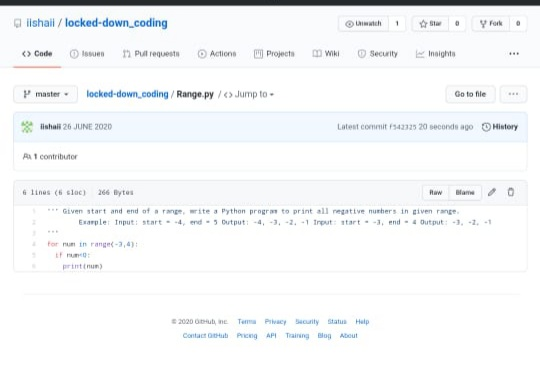 iishaii / locked-down_coding
Unwatch 1 Star 0 Fork 0
Code Issues Pull requests Actions Projects Wiki Security Insights ...
master locked-down_coding / Range.py / <> Jump to Go to file ...
iishaii 26 JUNE 2020 Latest commit f542325 20 seconds ago History
1 contributor
6 lines (6 sloc) 266 Bytes Raw Blame
1 ''' Given start and end of a range, write a Python program to print all negative numbers in given range.
2 Example: Input: start = -4, end = 5 Output: -4, -3, -2, -1 Input: start = -3, end = 4 Output: -3, -2, -1
3 '''
4 for num in range(-3,4):
5 if num<0:
6 print(num)
© 2020 GitHub, Inc. Terms Privacy Security Status Help
Contact GitHub Pricing API Training Blog About